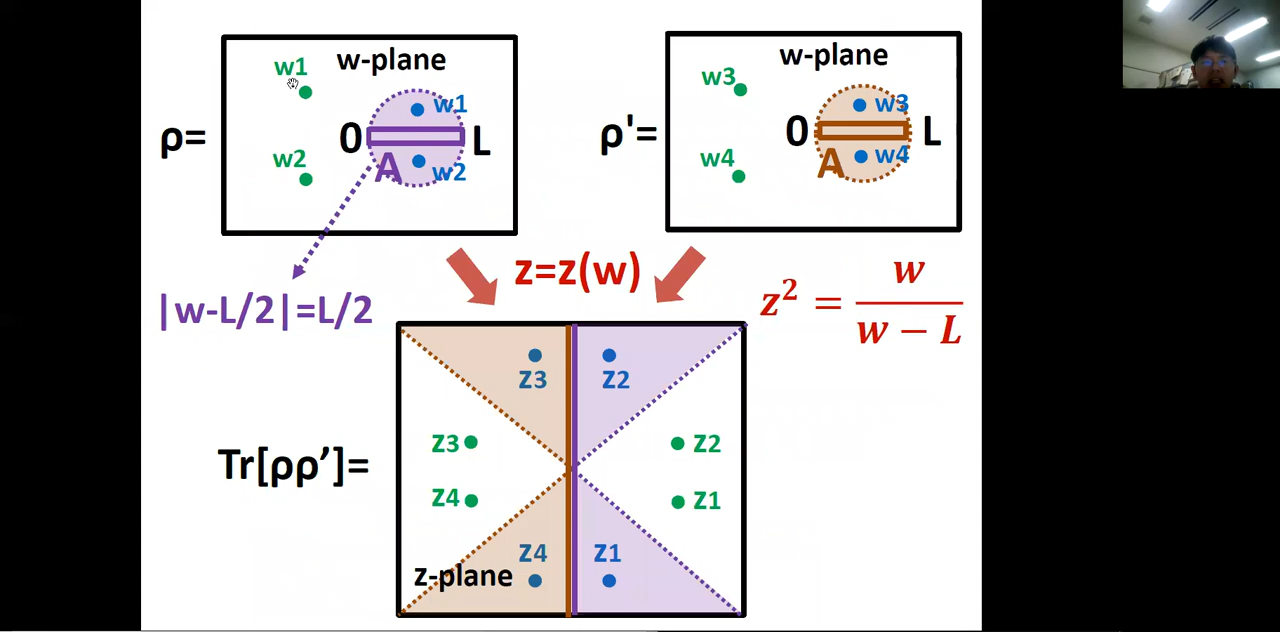 w-plane
w1
w1
ρ=
0
L
w2
A
w2
w-plane
w3
w3
ρ'=
0
L
w4
A
w4
z=z(w)
|w-L/2|=L/2
z² = w/(w − L)
z3
z2
z3
z2
Tr[ρρ’]=
z4
z1
z4
z1
z-plane